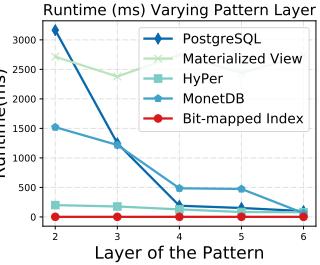 Runtime (ms) Varying Pattern Layer
PostgreSQL
Materialized View
HyPer
MonetDB
Bit-mapped Index
3000
2500
2000
1500
1000
500
0
2 3 4 5 6
Layer of the Pattern